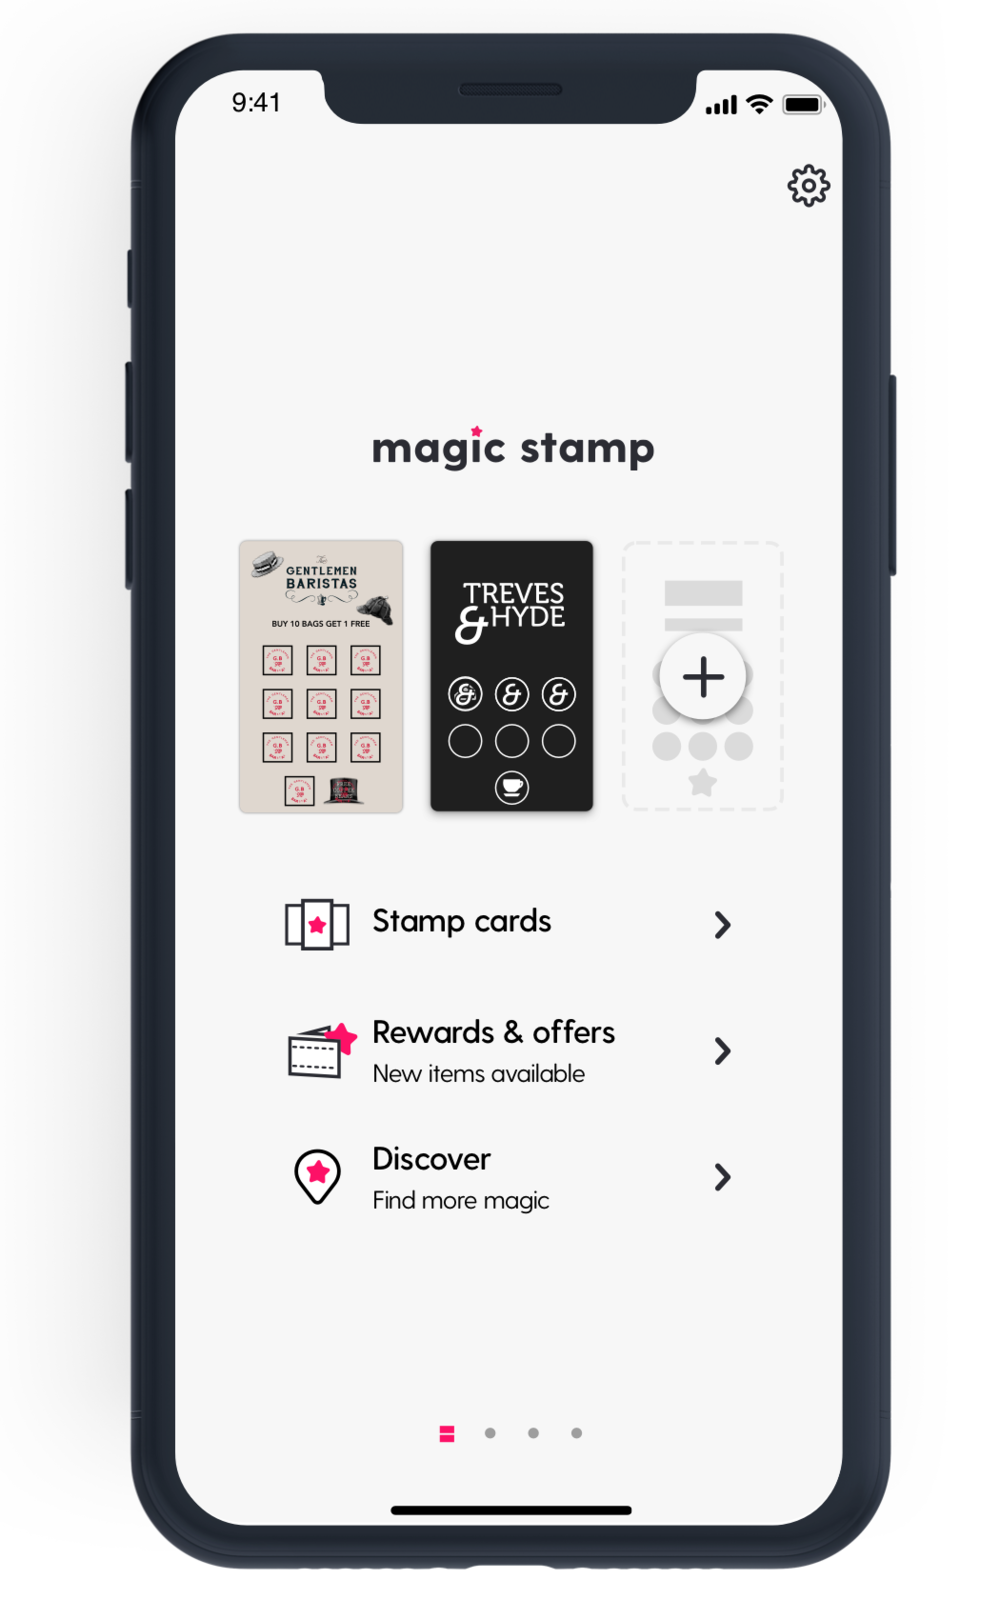 9:41
magic stamp
The
GENTLEMEN
BARISTAS
BUY 10 BAGS GET 1 FREE
TREVES
& HYDE
Stamp cards
Rewards & offers
New items available
Discover
Find more magic